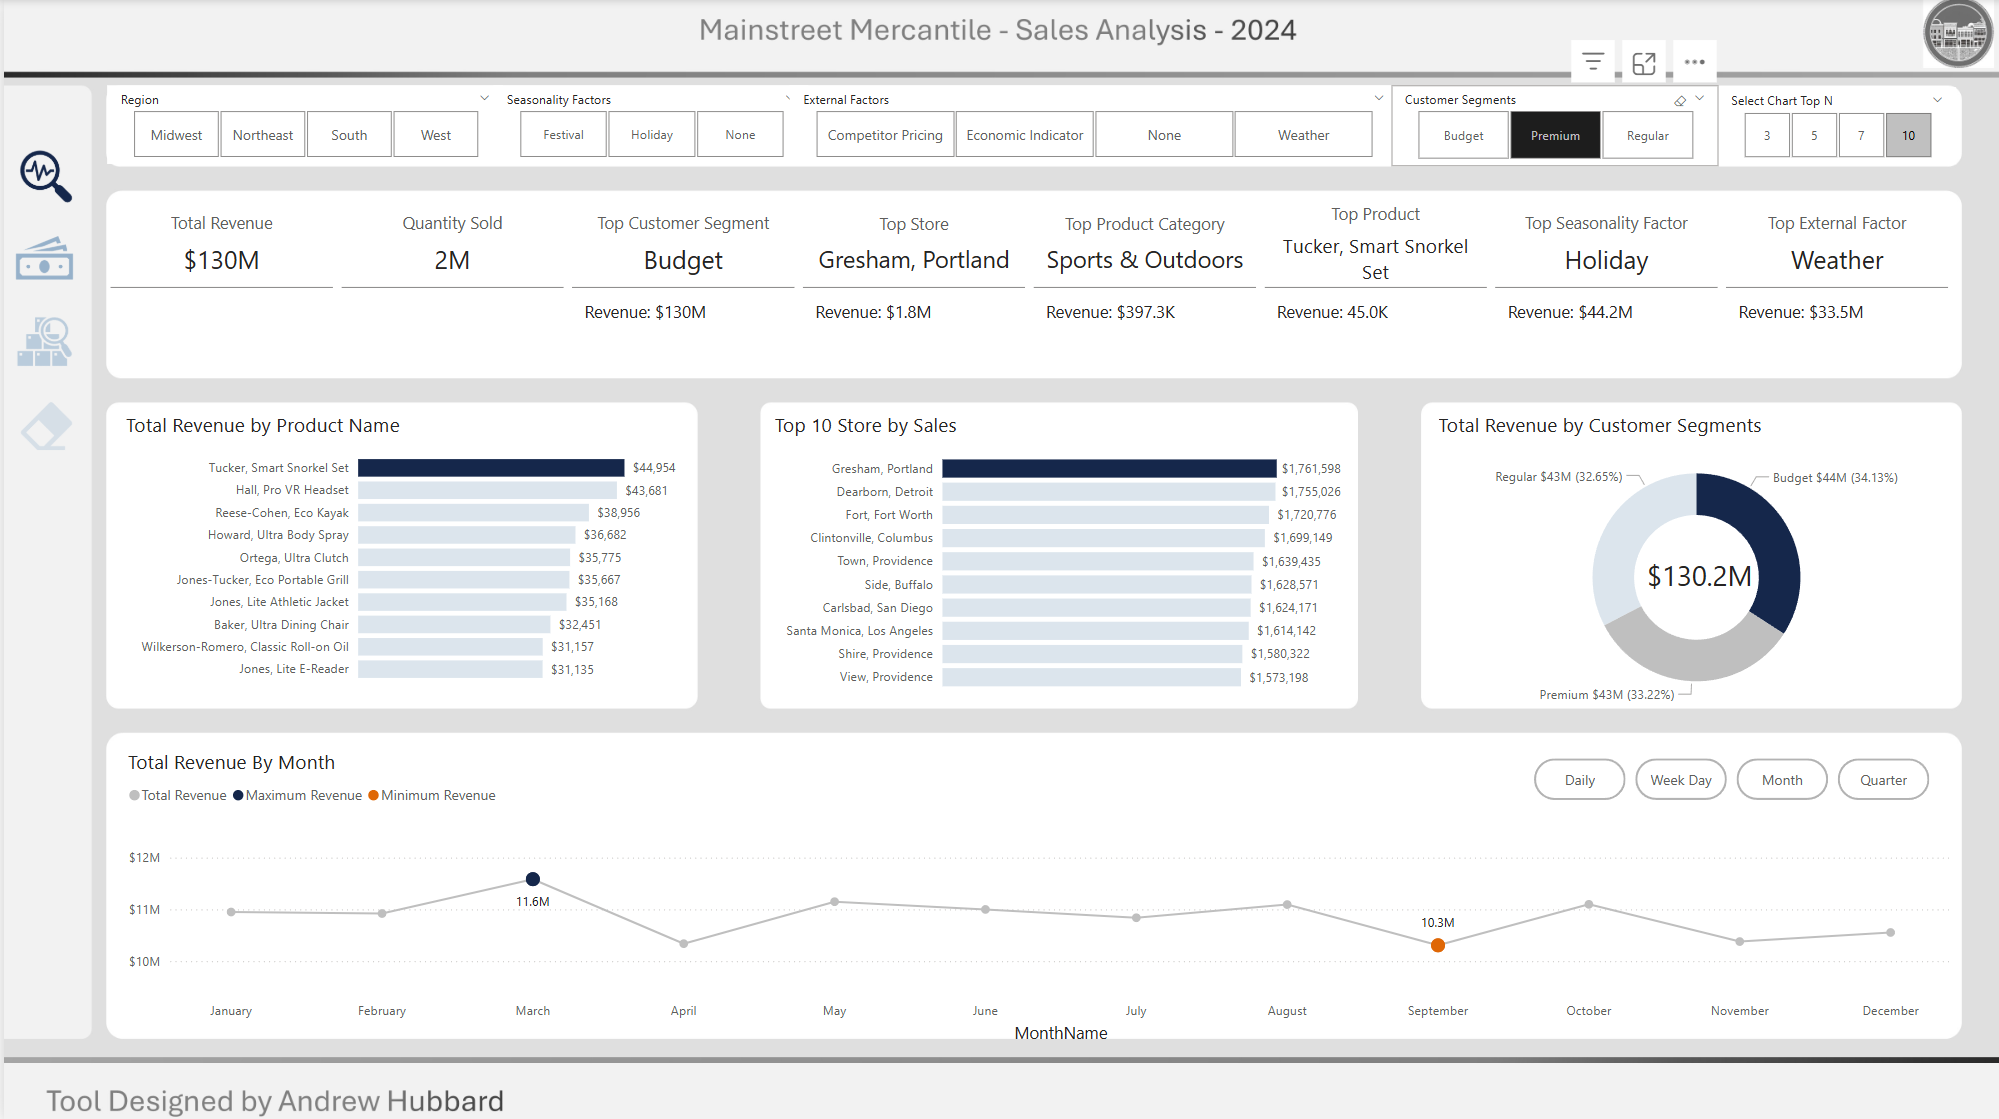 Mainstreet Mercantile - Sales Analysis - 2024
Region
Midwest
Northeast
South
West
Seasonality Factors
Festival
Holiday
None
External Factors
Competitor Pricing
Economic Indicator
None
Weather
Customer Segments
Budget
Premium
Regular
Select Chart Top N
3
5
7
10
Total Revenue
$130M
Quantity Sold
2M
Top Customer Segment
Budget
Revenue: $130M
Top Store
Gresham, Portland
Revenue: $1.8M
Top Product Category
Sports & Outdoors
Revenue: $397.3K
Top Product
Tucker, Smart Snorkel
Set
Revenue: 45.0K
Top Seasonality Factor
Holiday
Revenue: $44.2M
Top External Factor
Weather
Revenue: $33.5M
Total Revenue by Product Name
Tucker, Smart Snorkel Set $44,954
Hall, Pro VR Headset $43,681
Reese-Cohen, Eco Kayak $38,956
Howard, Ultra Body Spray $36,682
Ortega, Ultra Clutch $35,775
Jones-Tucker, Eco Portable Grill $35,667
Jones, Lite Athletic Jacket $35,168
Baker, Ultra Dining Chair $32,451
Wilkerson-Romero, Classic Roll-on Oil $31,157
Jones, Lite E-Reader $31,135
Top 10 Store by Sales
Gresham, Portland $1,761,598
Dearborn, Detroit $1,755,026
Fort, Fort Worth $1,720,776
Clintonville, Columbus $1,699,149
Town, Providence $1,639,435
Side, Buffalo $1,628,571
Carlsbad, San Diego $1,624,171
Santa Monica, Los Angeles $1,614,142
Shire, Providence $1,580,322
View, Providence $1,573,198
Total Revenue by Customer Segments
Regular $43M (32.65%)
Budget $44M (34.13%)
$130.2M
Premium $43M (33.22%)
Total Revenue By Month
Total Revenue Maximum Revenue Minimum Revenue
Daily
Week Day
Month
Quarter
$12M
$11M
$10M
11.6M
10.3M
January February March April May June July August September October November December
MonthName
Tool Designed by Andrew Hubbard